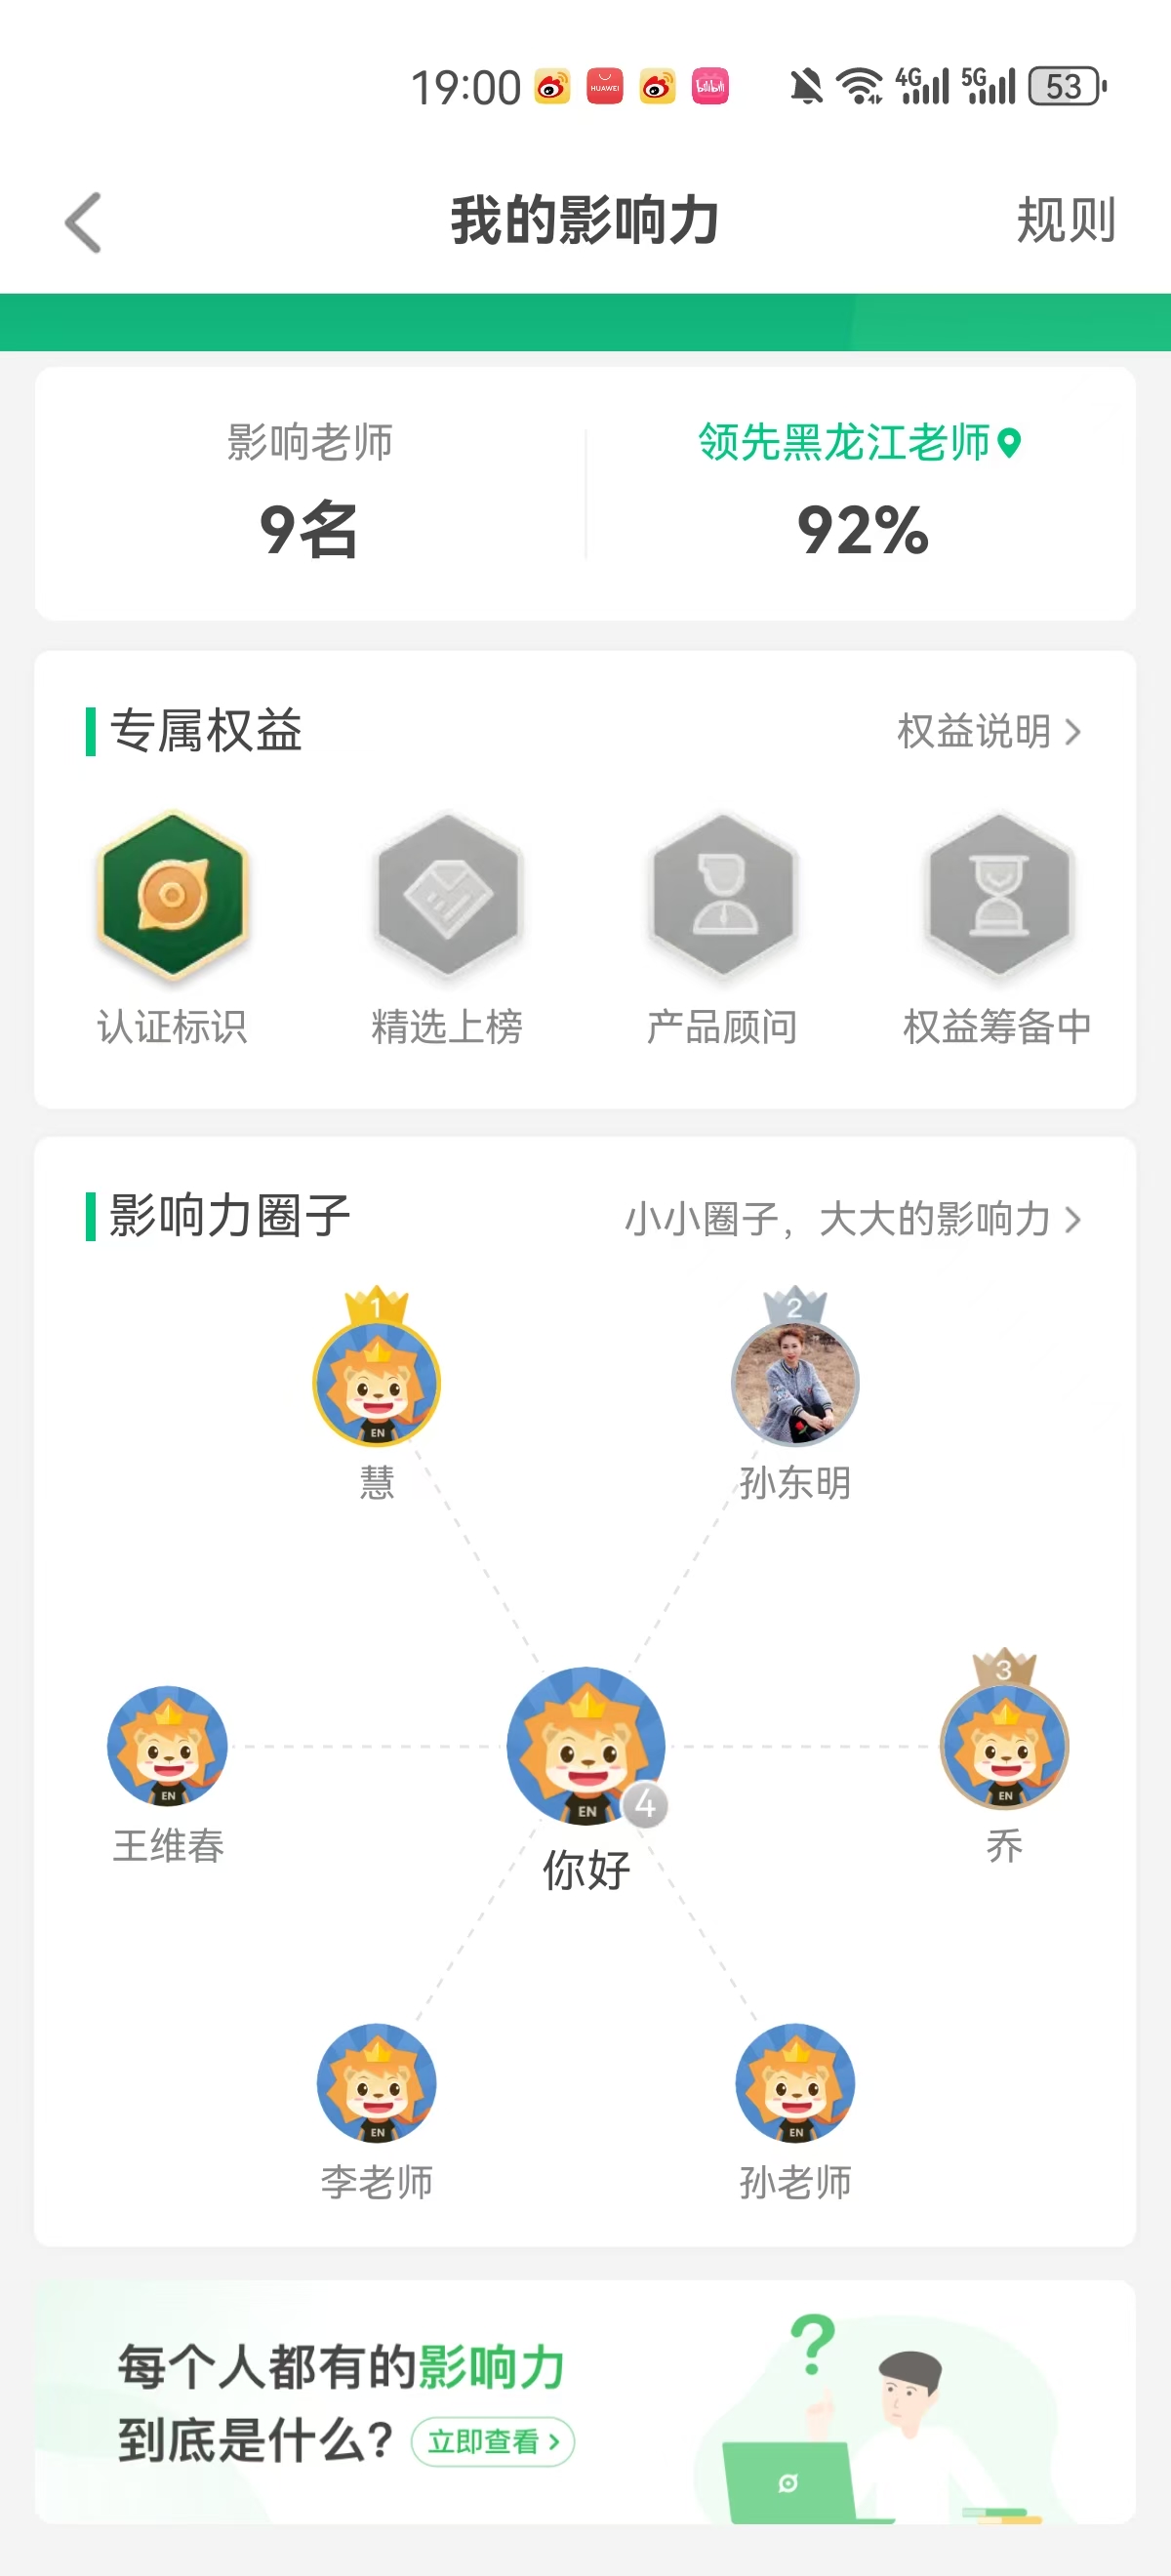 19:00 HUAWEI bilibili 4G 5G 53
我的影响力 规则
影响老师 领先黑龙江老师
9名 92%
专属权益 权益说明
认证标识 精选上榜 产品顾问 权益筹备中
影响力圈子 小小圈子，大大的影响力
1 2
EN
慧 孙东明
3
EN EN EN
4
王维春 你好 乔
EN EN
李老师 孙老师
每个人都有的影响力
到底是什么? 立即查看